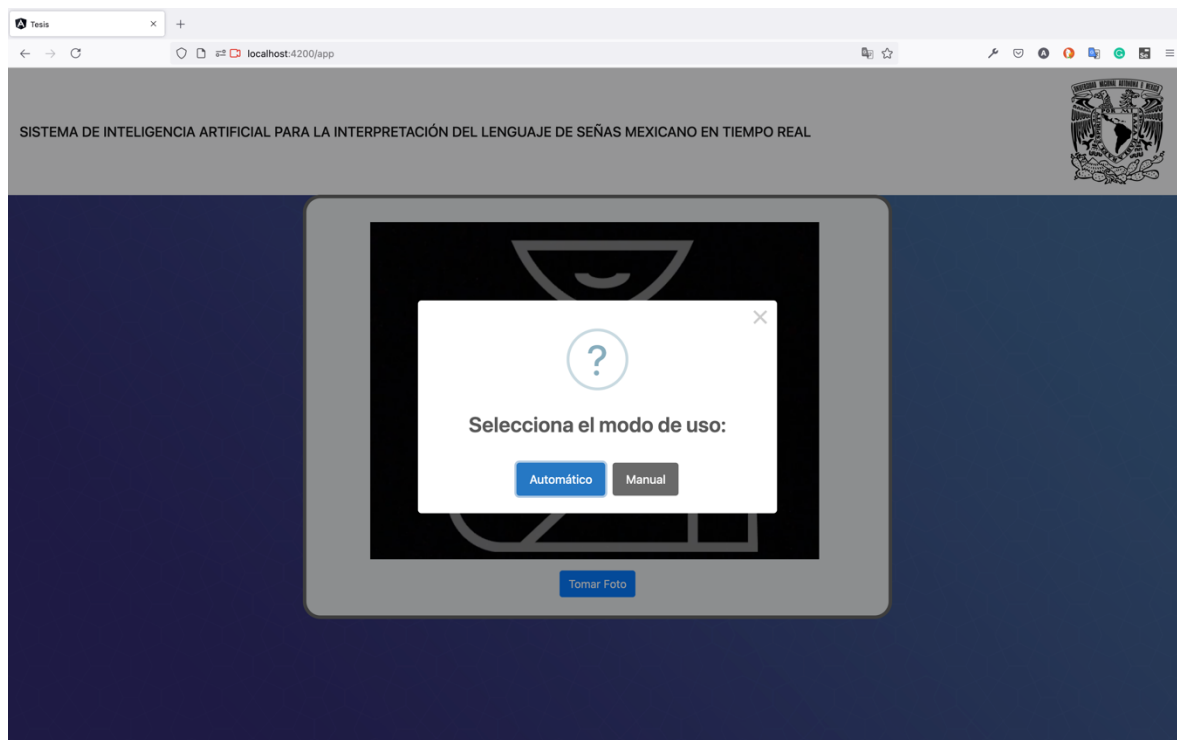 Tesis
localhost:4200/app
SISTEMA DE INTELIGENCIA ARTIFICIAL PARA LA INTERPRETACIÓN DEL LENGUAJE DE SEÑAS MEXICANO EN TIEMPO REAL
?
Selecciona el modo de uso:
Automático Manual
Tomar Foto